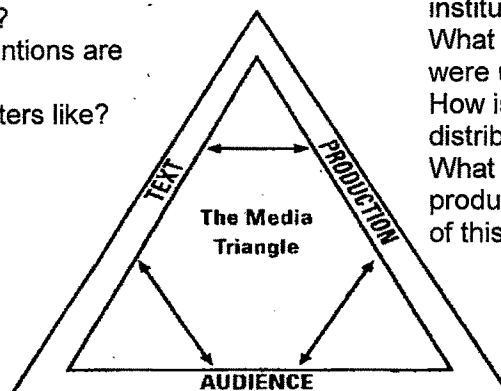 ?
ntions are
ters like?
institu
What
were
How is
distrib
What
produ
of this
TEXT
PRODUCTION
The Media
Triangle
AUDIENCE